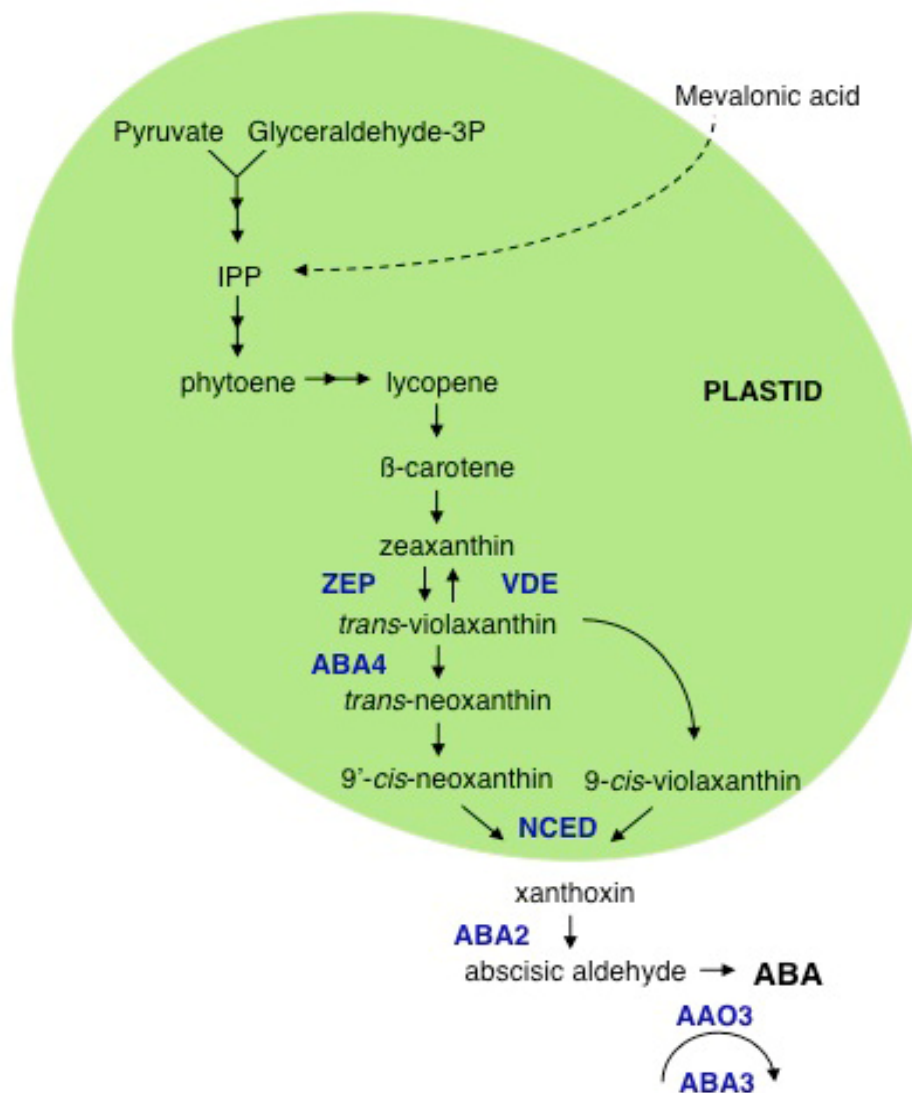 Mevalonic acid
Pyruvate Glyceraldehyde-3P
IPP
phytoene lycopene
PLASTID
ß-carotene
zeaxanthin
ZEP VDE
trans-violaxanthin
ABA4
trans-neoxanthin
9'-cis-neoxanthin 9-cis-violaxanthin
NCED
xanthoxin
ABA2
abscisic aldehyde ABA
AAO3
ABA3